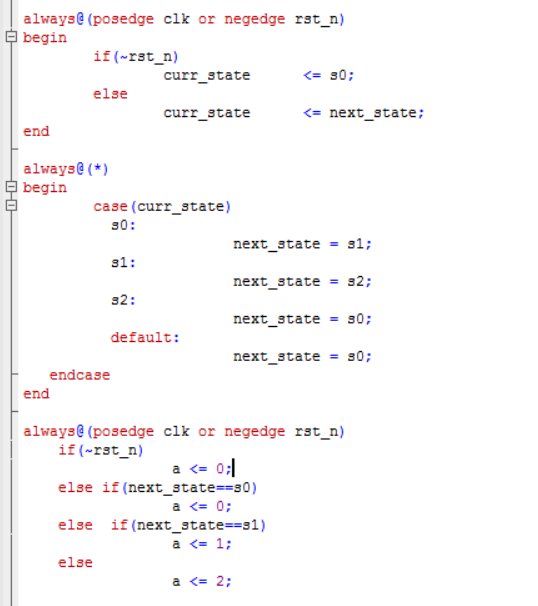 always@(posedge clk or negedge rst_n)
begin
if(~rst_n)
curr_state <= s0;
else
curr_state <= next_state;
end
always@(*)
begin
case(curr_state)
s0:
next_state = s1;
s1:
next_state = s2;
s2:
next_state = s0;
default:
next_state = s0;
endcase
end
always@(posedge clk or negedge rst_n)
if(~rst_n)
a <= 0;
else if(next_state==s0)
a <= 0;
else if(next_state==s1)
a <= 1;
else
a <= 2;